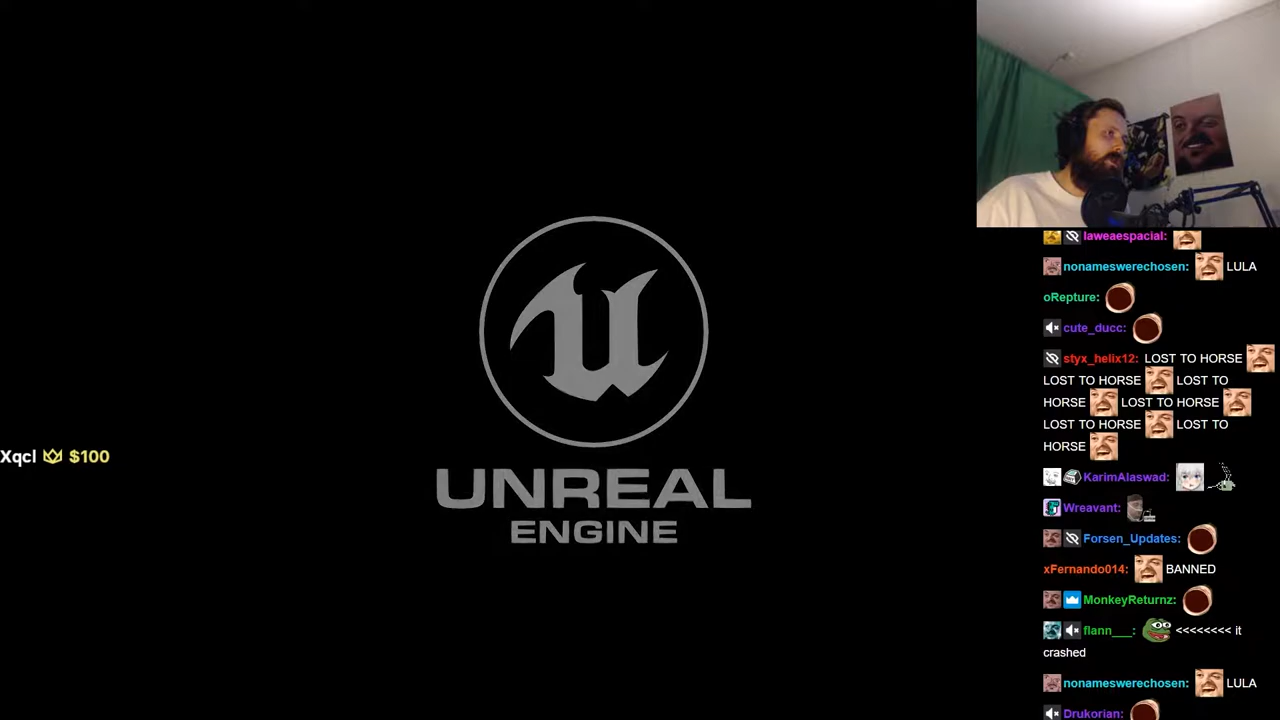 UNREAL
ENGINE
Xqcl $100
laweaespacial:
nonameswerechosen: LULA
oRepture:
cute_ducc:
styx_helix12: LOST TO HORSE
LOST TO HORSE LOST TO
HORSE LOST TO HORSE
LOST TO HORSE LOST TO
HORSE
KarimAlaswad:
Wreavant:
Forsen_Updates:
xFernando014: BANNED
MonkeyReturnz:
flann___: <<<<<<<< it
crashed
nonameswerechosen: LULA
Drukorian: